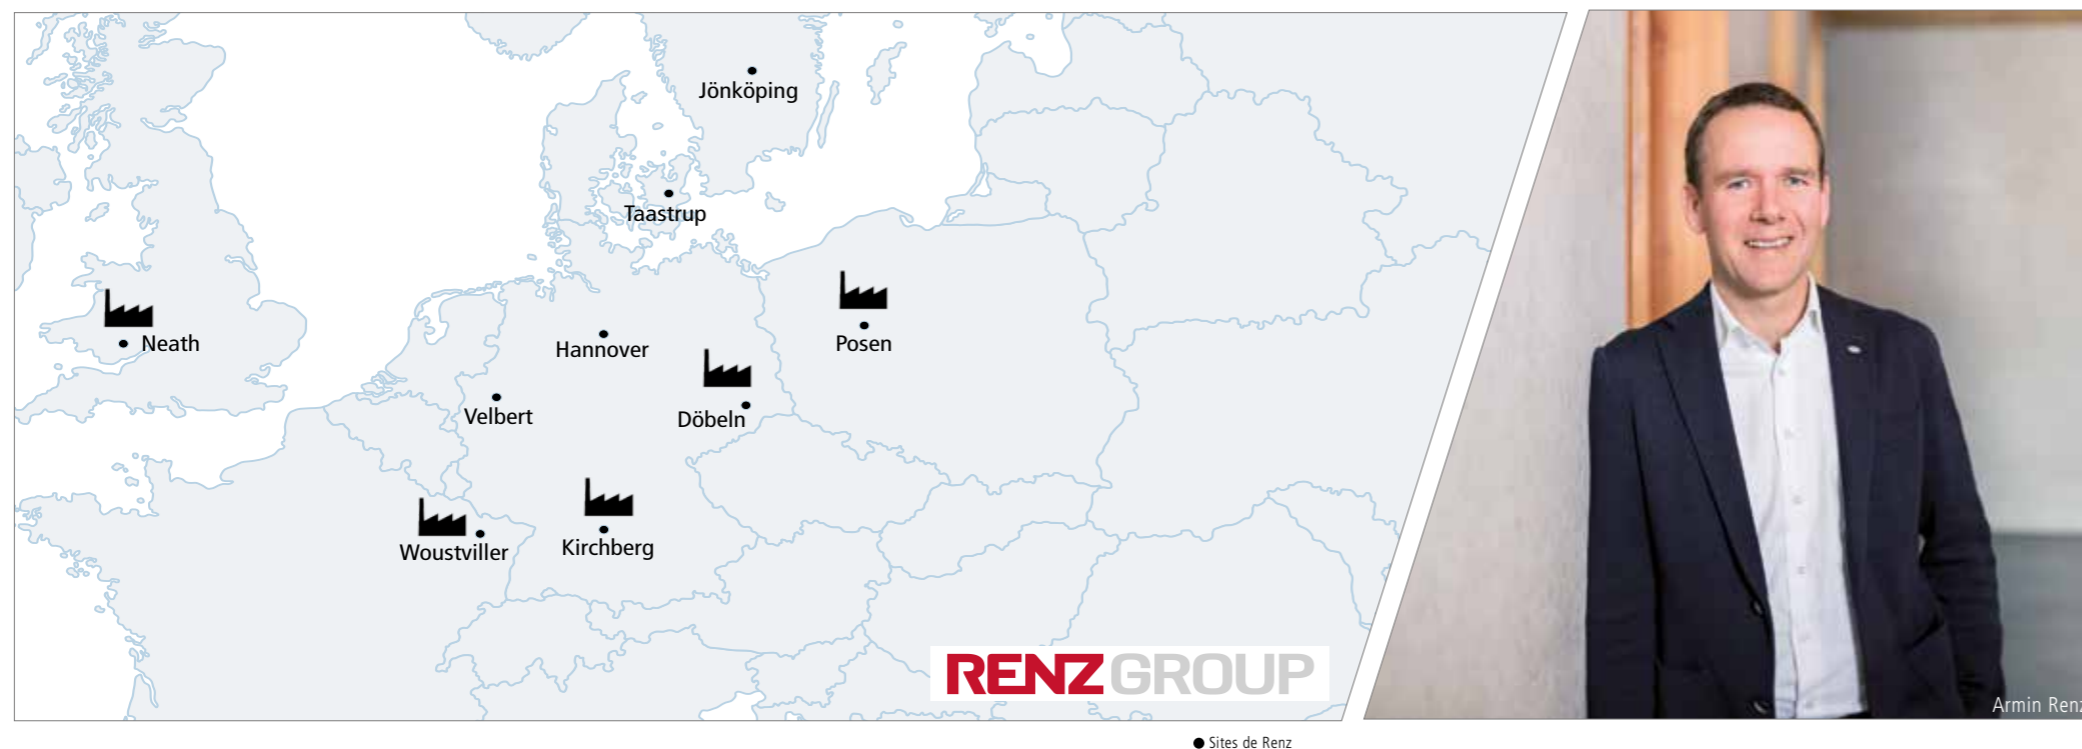 Jönköping
Taastrup
Neath
Hannover
Posen
Velbert
Döbeln
Woustviller
Kirchberg
RENZ GROUP
Armin Renz
Sites de Renz